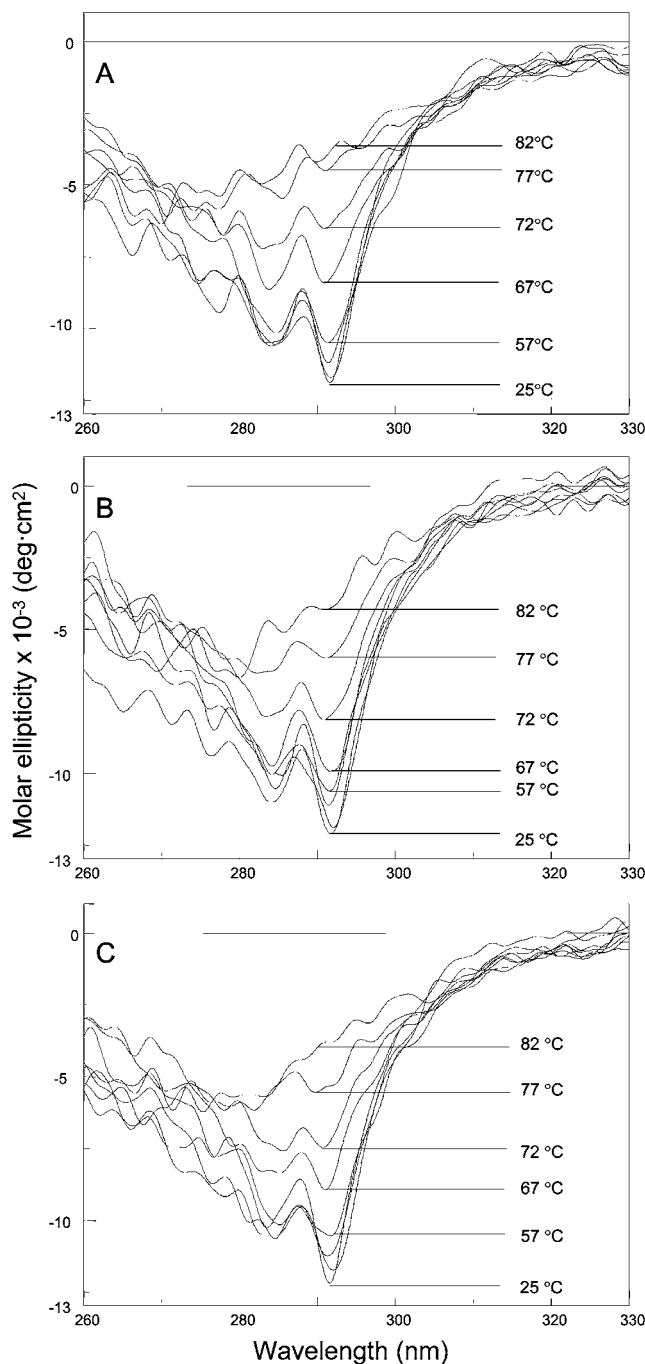 A
0
-5
-10
-13
82°C
77°C
72°C
67°C
57°C
25°C
260 280 300 320 330
B
0
-5
-10
-13
82 °C
77 °C
72 °C
67 °C
57 °C
25 °C
260 280 300 320 330
C
0
-5
-10
-13
82 °C
77 °C
72 °C
67 °C
57 °C
25 °C
260 280 300 320 330
Molar ellipticity x 10⁻³ (deg·cm²)
Wavelength (nm)